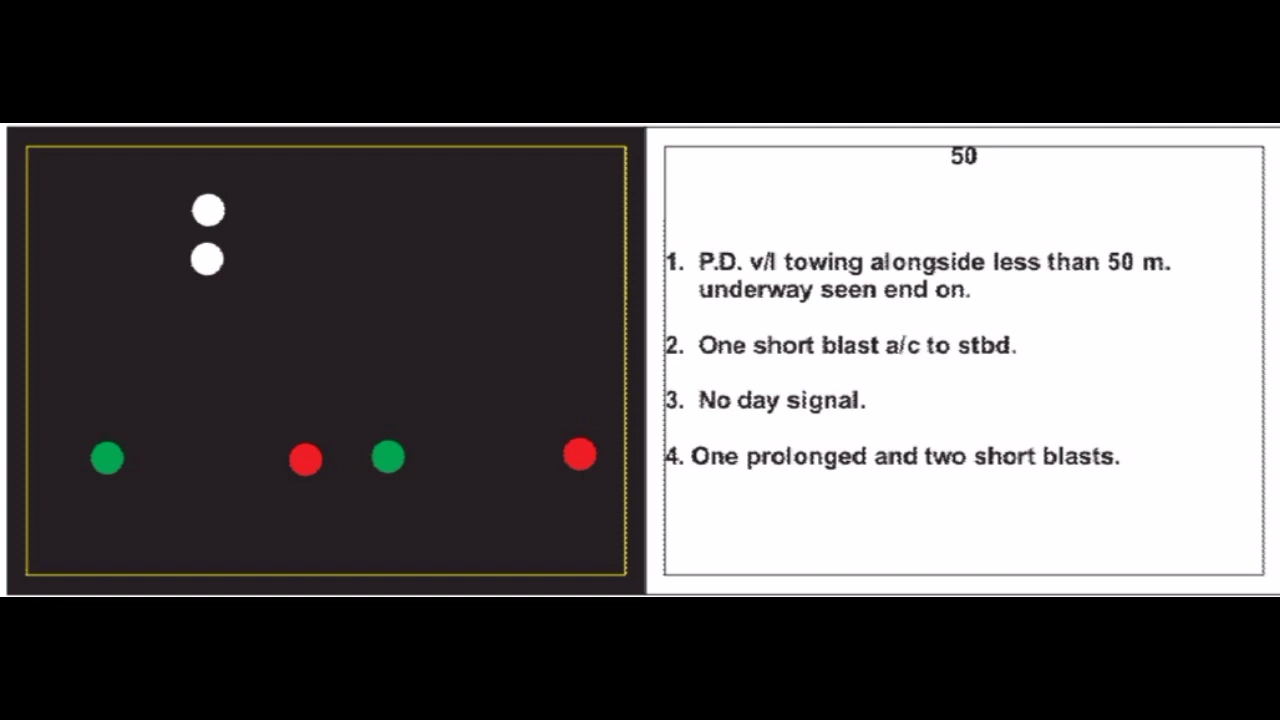 50
1. P.D. v/l towing alongside less than 50 m.
underway seen end on.
2. One short blast a/c to stbd.
3. No day signal.
4. One prolonged and two short blasts.